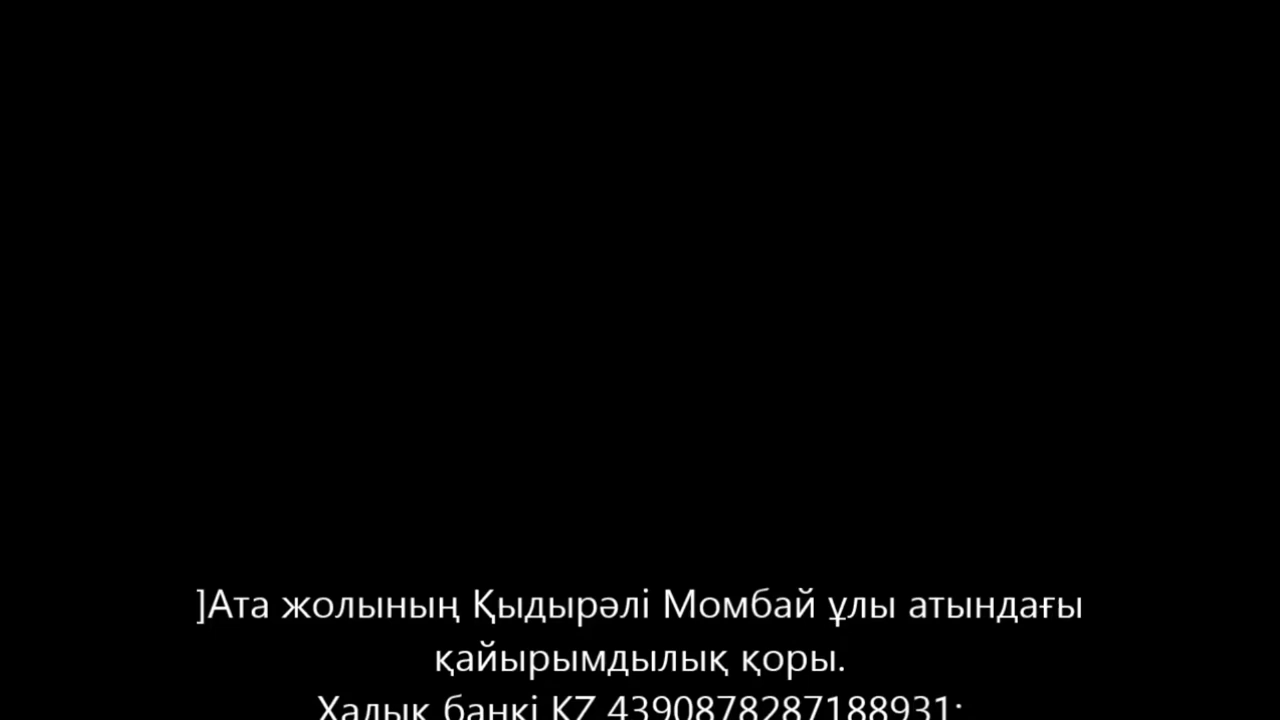 ]Ата жолының Қыдырәлі Момбай ұлы атындағы
қайырымдылық қоры.
Халық банкі KZ 4390878287188931;